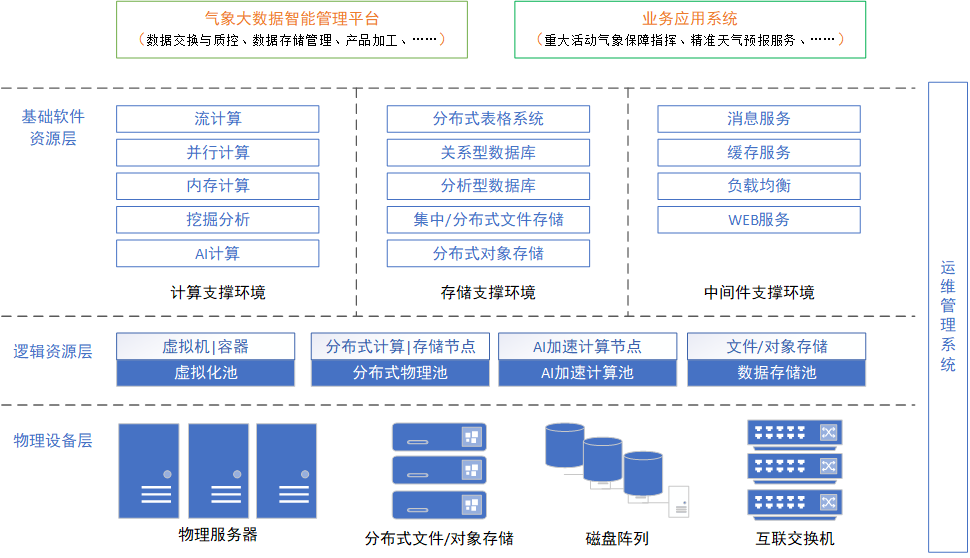 气象大数据智能管理平台
（数据交换与质控、数据存储管理、产品加工、……）
业务应用系统
（重大活动气象保障指挥、精准天气预报服务、……）
基础软件
资源层
流计算
并行计算
内存计算
挖掘分析
AI计算
计算支撑环境
分布式表格系统
关系型数据库
分析型数据库
集中/分布式文件存储
分布式对象存储
存储支撑环境
消息服务
缓存服务
负载均衡
WEB服务
中间件支撑环境
逻辑资源层
虚拟机|容器
虚拟化池
分布式计算|存储节点
分布式物理池
AI加速计算节点
AI加速计算池
文件/对象存储
数据存储池
物理设备层
物理服务器
分布式文件/对象存储
磁盘阵列
互联交换机
运维管理系统